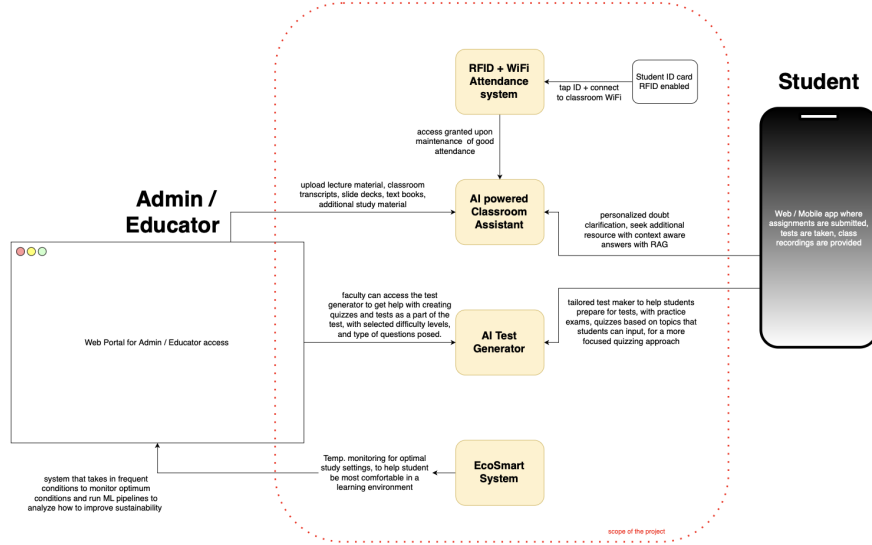 RFID + WiFi
Attendance
system
Student ID card
RFID enabled
tap ID + connect
to classroom WiFi
Student
access granted upon
maintenance of good
attendance
Admin /
Educator
upload lecture material, classroom
transcripts, slide decks, text books,
additional study material
AI powered
Classroom
Assistant
personalized doubt
clarification, seek additional
resource with context aware
answers with RAG
Web / Mobile app where
assignments are submitted,
tests are taken, class
recordings are provided
faculty can access the test
generator to get help with creating
quizzes and tests as a part of the
test, with selected difficulty levels,
and type of questions posed.
Web Portal for Admin / Educator access
AI Test
Generator
tailored test maker to help students
prepare for tests, with practice
exams, quizzes based on topics that
students can input, for a more
focused quizzing approach
Temp. monitoring for optimal
study settings, to help student
be most comfortable in a
learning environment
EcoSmart
System
system that takes in frequent
conditions to monitor optimum
conditions and run ML pipelines to
analyze how to improve sustainability
scope of the project